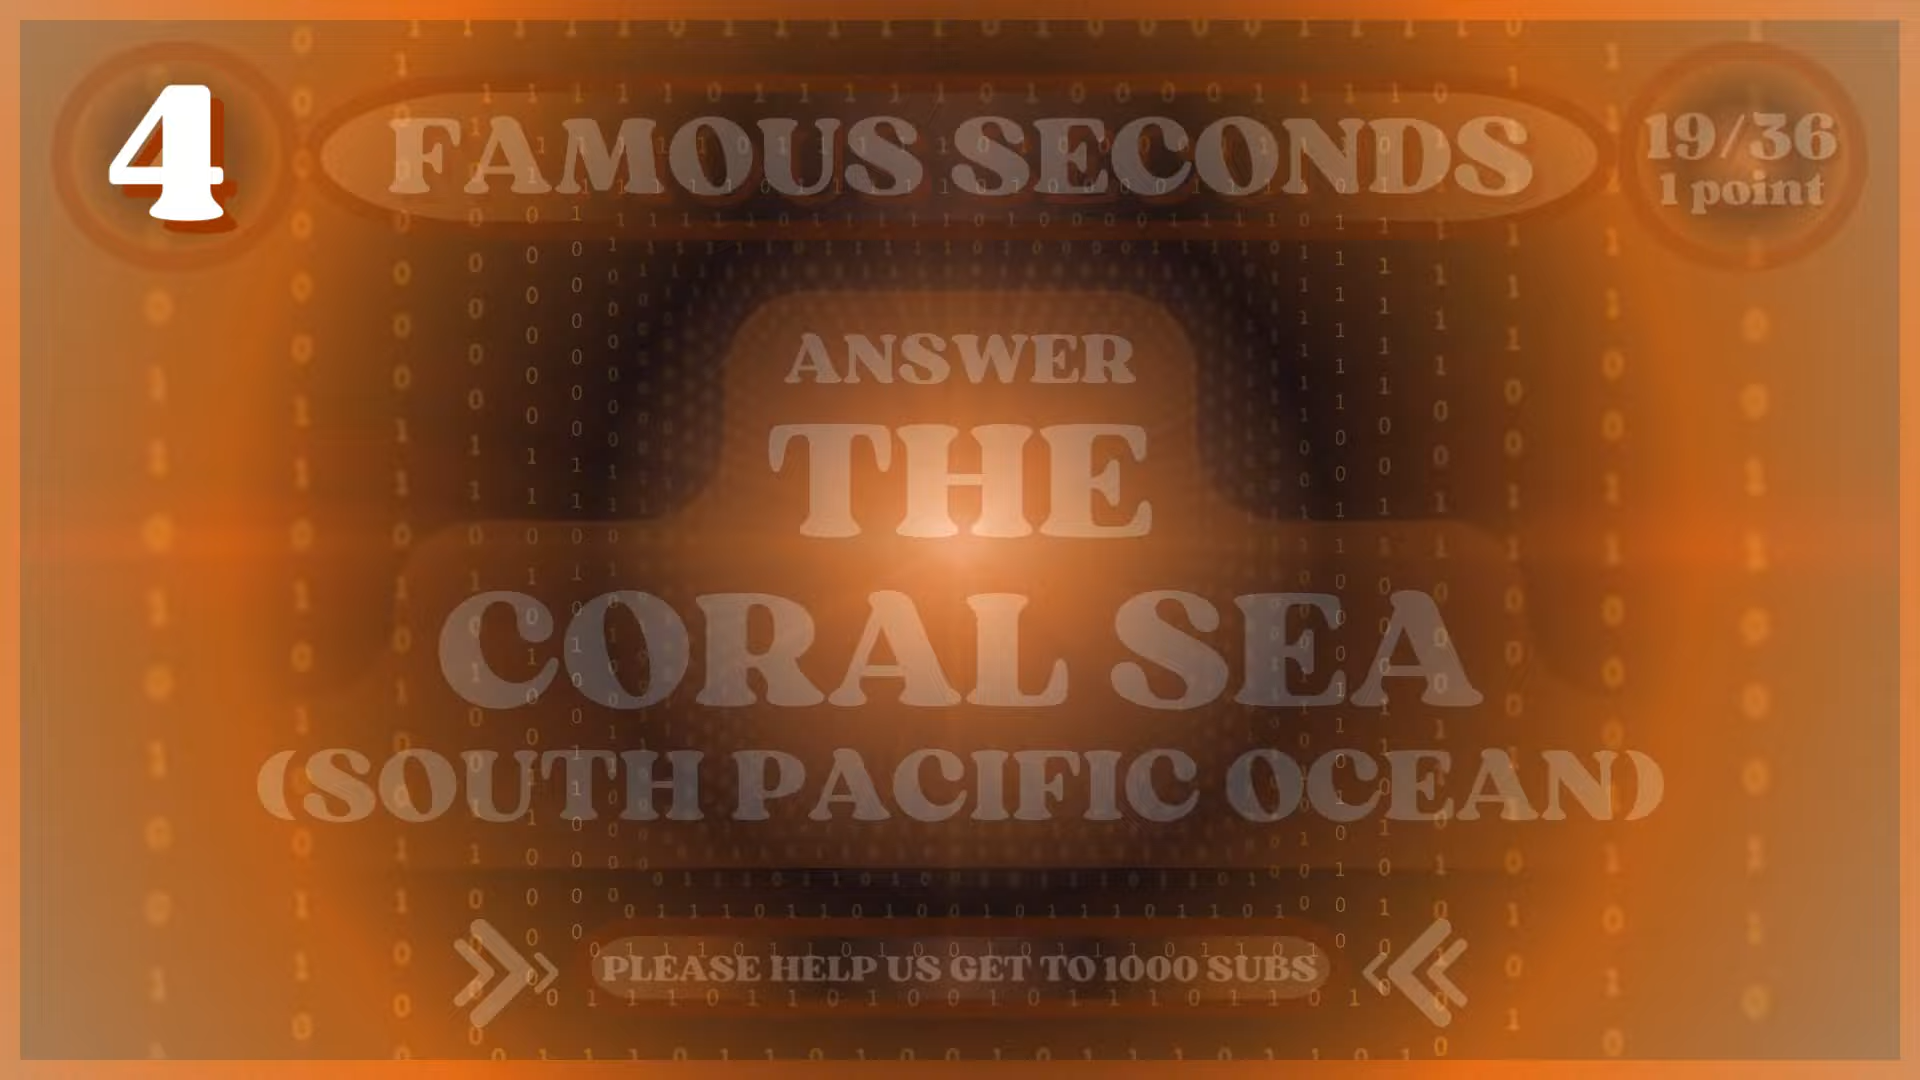 4
FAMOUS SECONDS
19/36
1 point
ANSWER
THE
CORAL SEA
(SOUTH PACIFIC OCEAN)
PLEASE HELP US GET TO 1000 SUBS